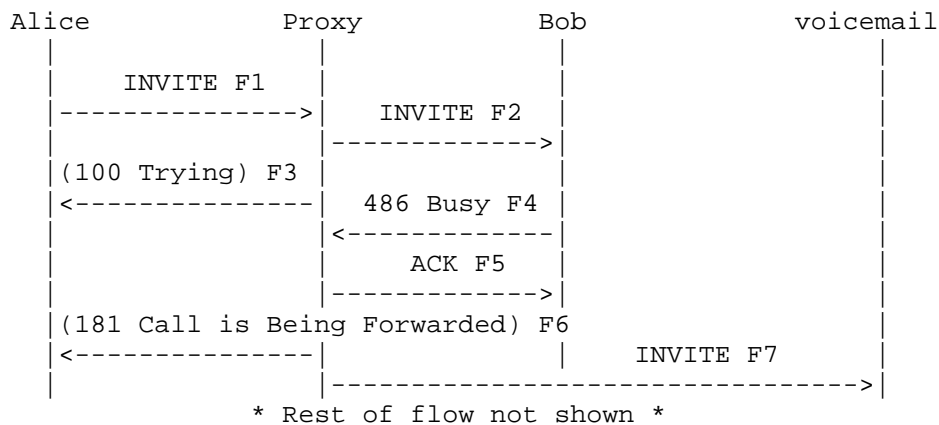 Alice Proxy Bob voicemail
INVITE F1
INVITE F2
(100 Trying) F3
486 Busy F4
ACK F5
(181 Call is Being Forwarded) F6
INVITE F7
* Rest of flow not shown *